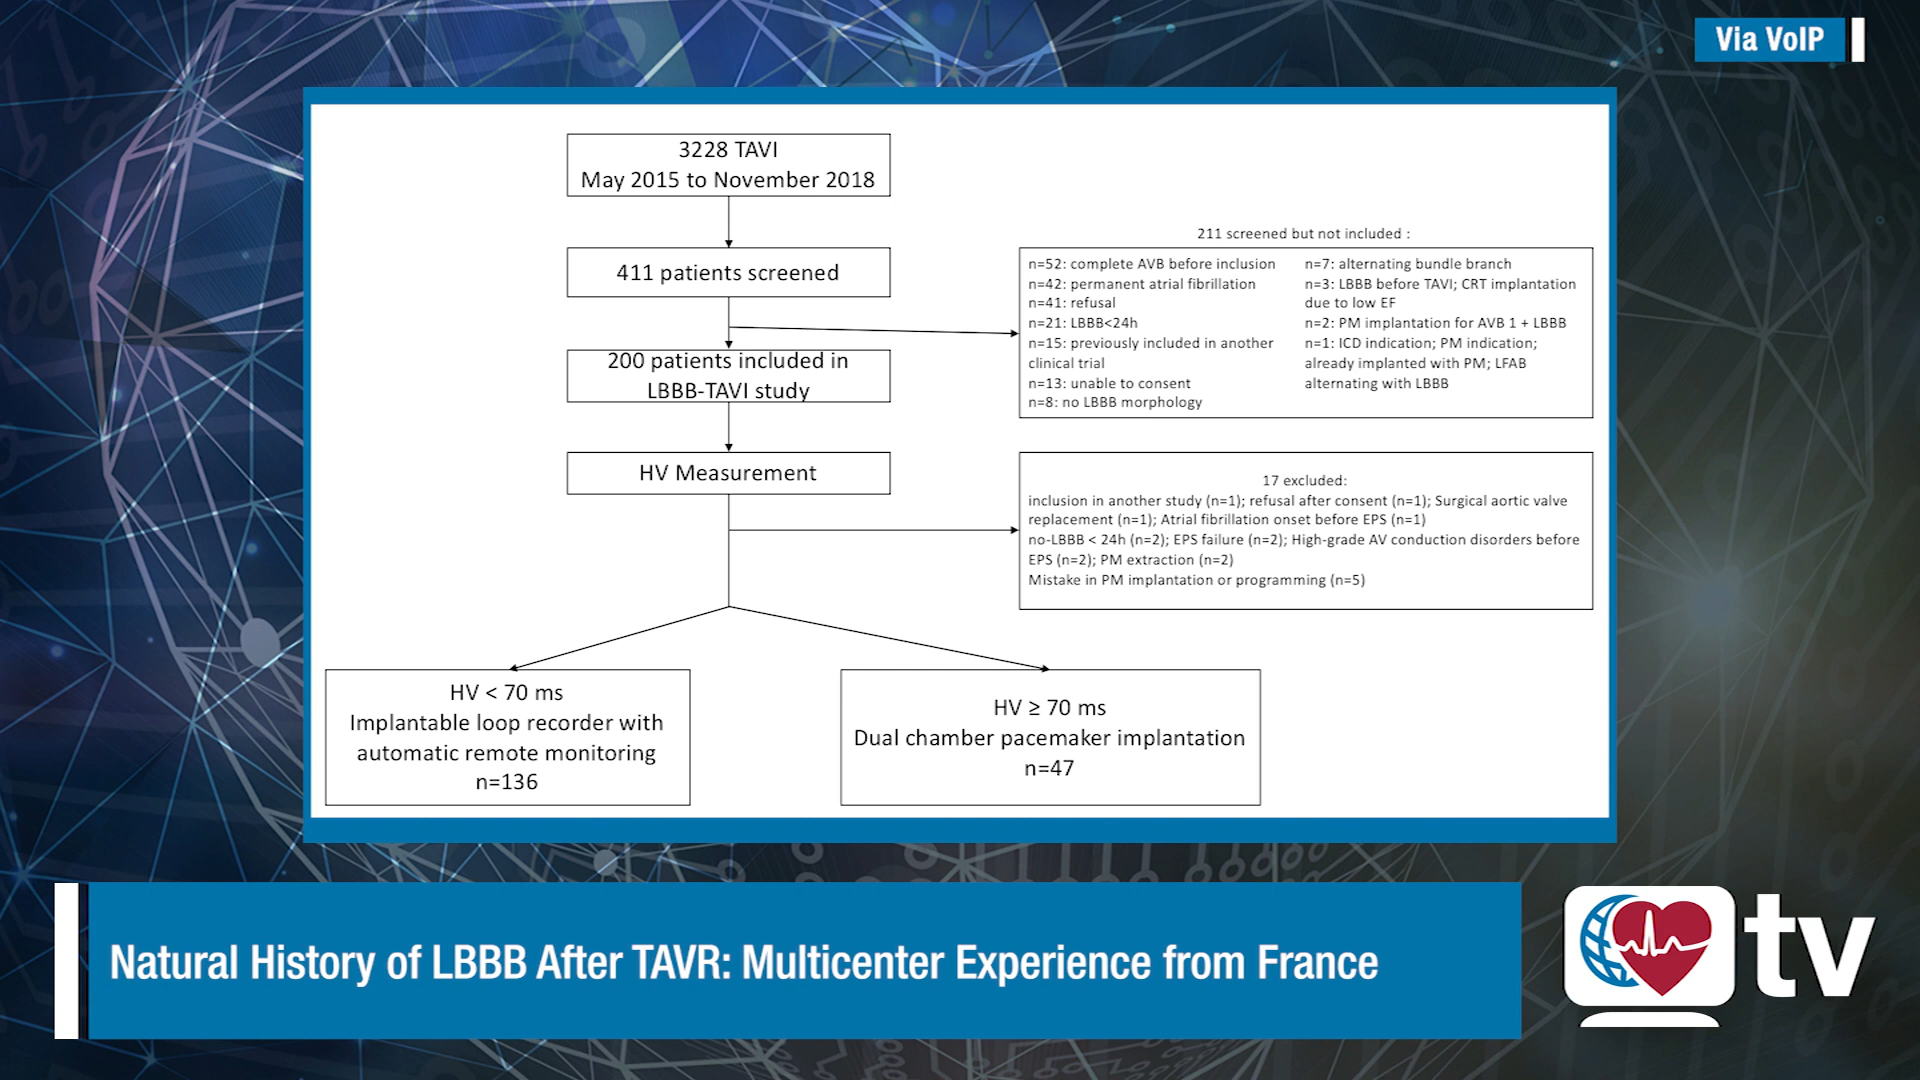 Via VoIP
3228 TAVI
May 2015 to November 2018
411 patients screened
211 screened but not included :
n=52: complete AVB before inclusion
n=42: permanent atrial fibrillation
n=41: refusal
n=21: LBBB<24h
n=15: previously included in another
clinical trial
n=13: unable to consent
n=8: no LBBB morphology
n=7: alternating bundle branch
n=3: LBBB before TAVI; CRT implantation
due to low EF
n=2: PM implantation for AVB 1 + LBBB
n=1: ICD indication; PM indication;
already implanted with PM; LFAB
alternating with LBBB
200 patients included in
LBBB-TAVI study
HV Measurement
17 excluded:
inclusion in another study (n=1); refusal after consent (n=1); Surgical aortic valve
replacement (n=1); Atrial fibrillation onset before EPS (n=1)
no-LBBB < 24h (n=2); EPS failure (n=2); High-grade AV conduction disorders before
EPS (n=2); PM extraction (n=2)
Mistake in PM implantation or programming (n=5)
HV < 70 ms
Implantable loop recorder with
automatic remote monitoring
n=136
HV ≥ 70 ms
Dual chamber pacemaker implantation
n=47
Natural History of LBBB After TAVR: Multicenter Experience from France
tv